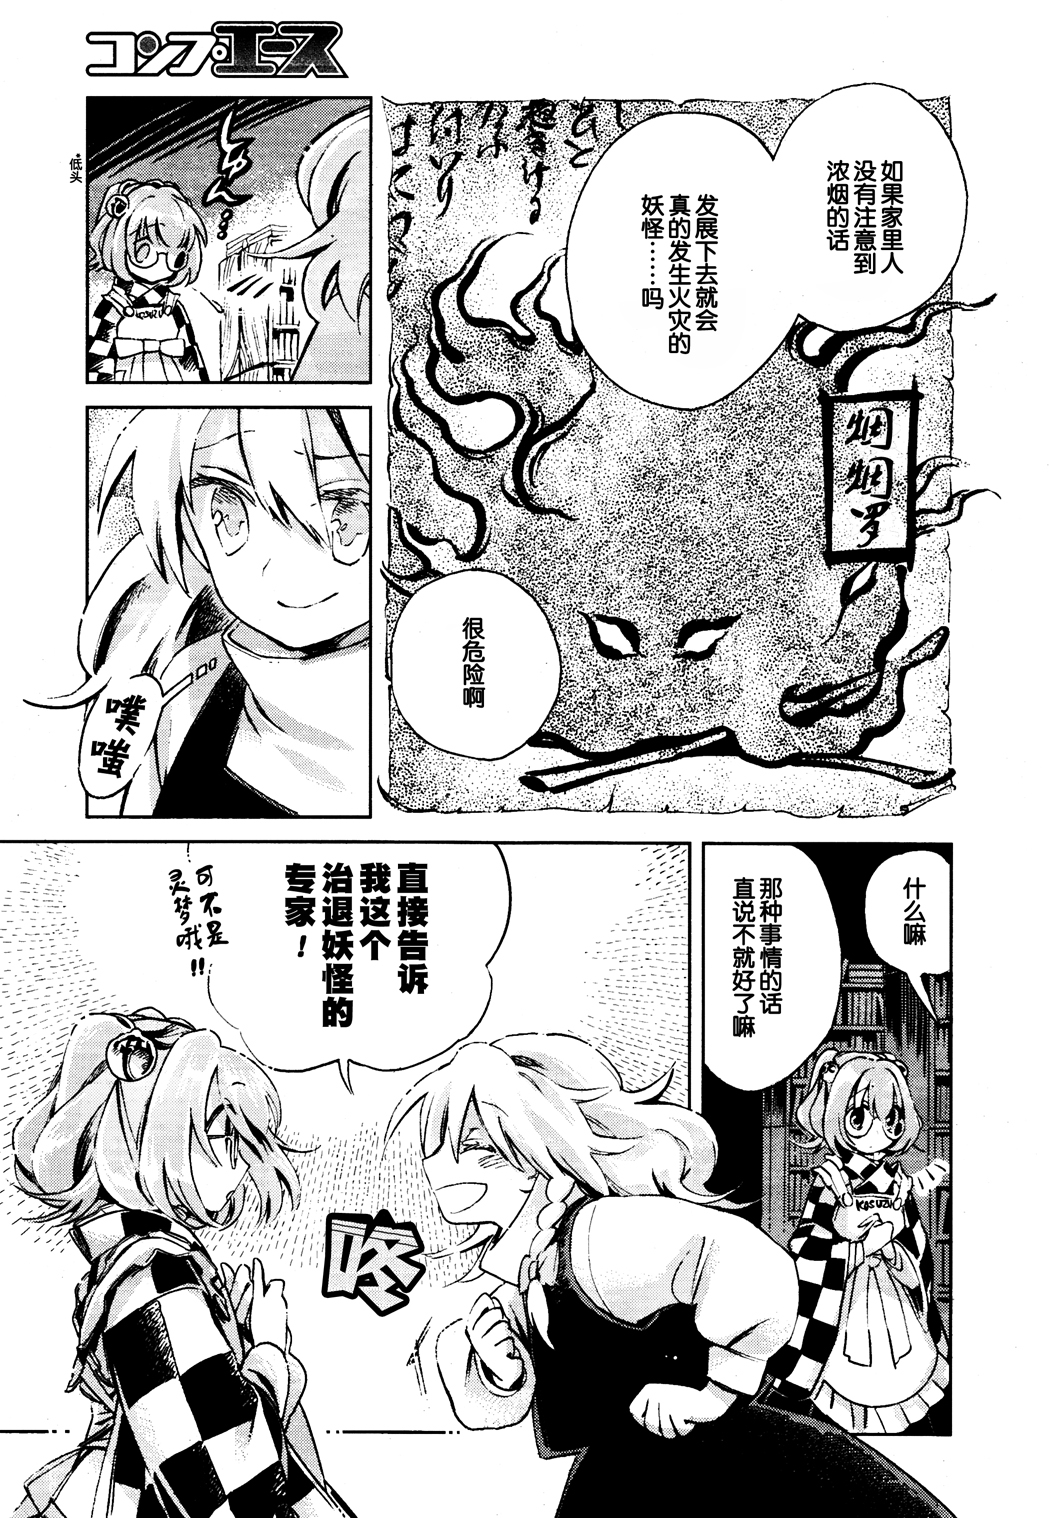 コンプ・エース
如果家里人
没有注意到
浓烟的话
发展下去就会
真的发生火灾的
妖怪……吗
烟烟罗
很危险啊
*低头
しゅん…
噗
嗤
什么嘛
那种事情的话
直说不就好了嘛
KOSUZU
直接告诉
我这个
治退妖怪的
专家！
可不是
灵梦哦!!
咚